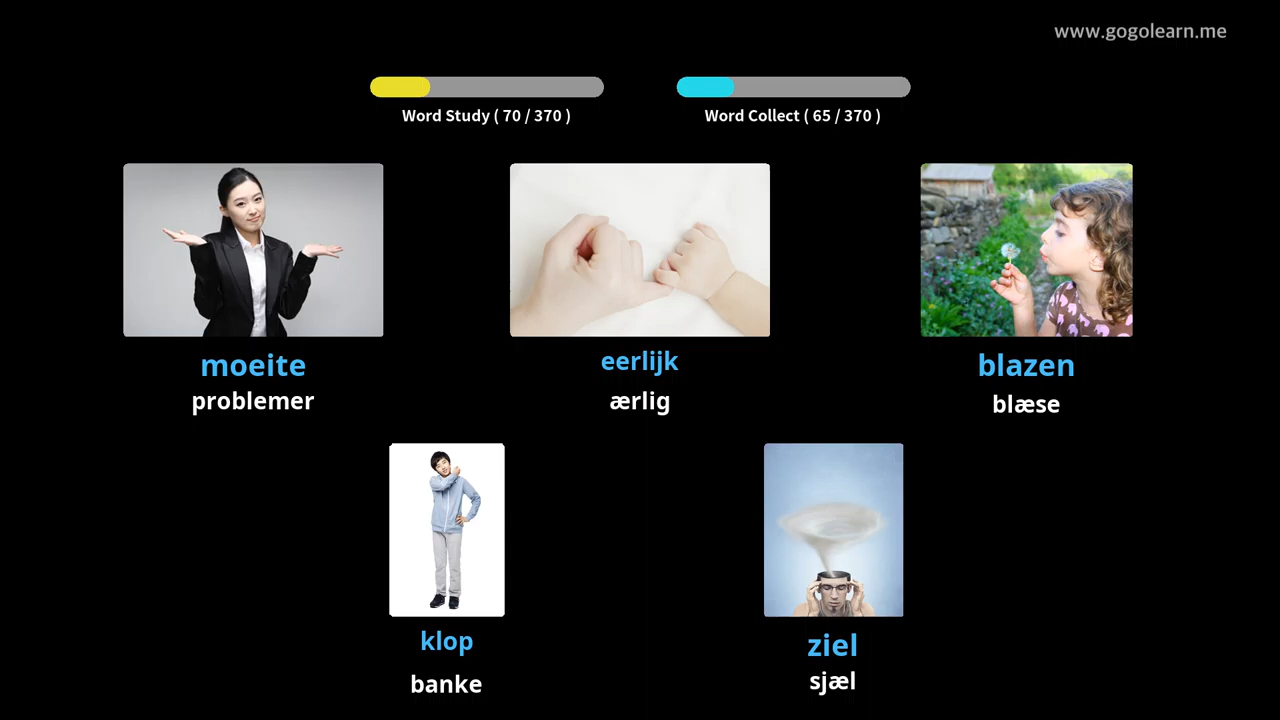 www.gogolearn.me
Word Study ( 70 / 370 )
Word Collect ( 65 / 370 )
moeite
problemer
eerlijk
ærlig
blazen
blæse
klop
banke
ziel
sjæl